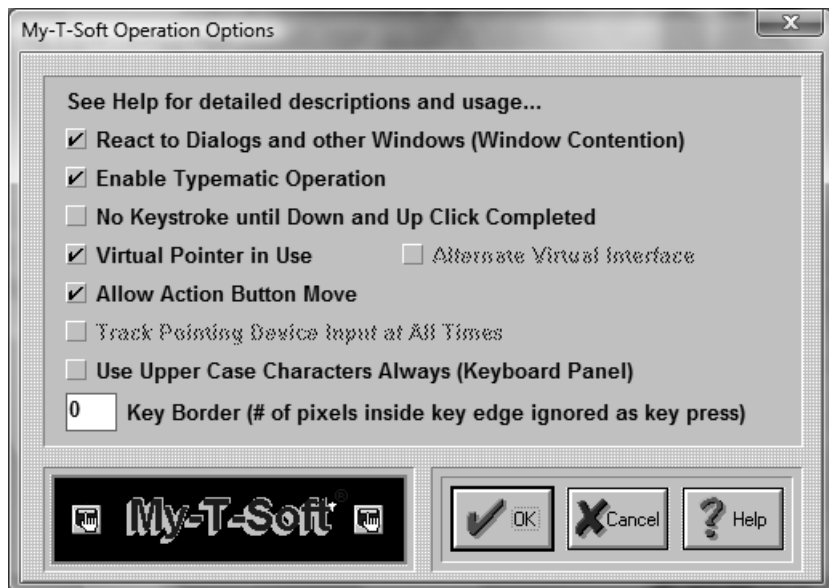 My-T-Soft Operation Options
See Help for detailed descriptions and usage...
React to Dialogs and other Windows (Window Contention)
Enable Typematic Operation
No Keystroke until Down and Up Click Completed
Virtual Pointer in Use Alternate Virtual Interface
Allow Action Button Move
Track Pointing Device Input at All Times
Use Upper Case Characters Always (Keyboard Panel)
0 Key Border (# of pixels inside key edge ignored as key press)
My-T-Soft® OK Cancel Help